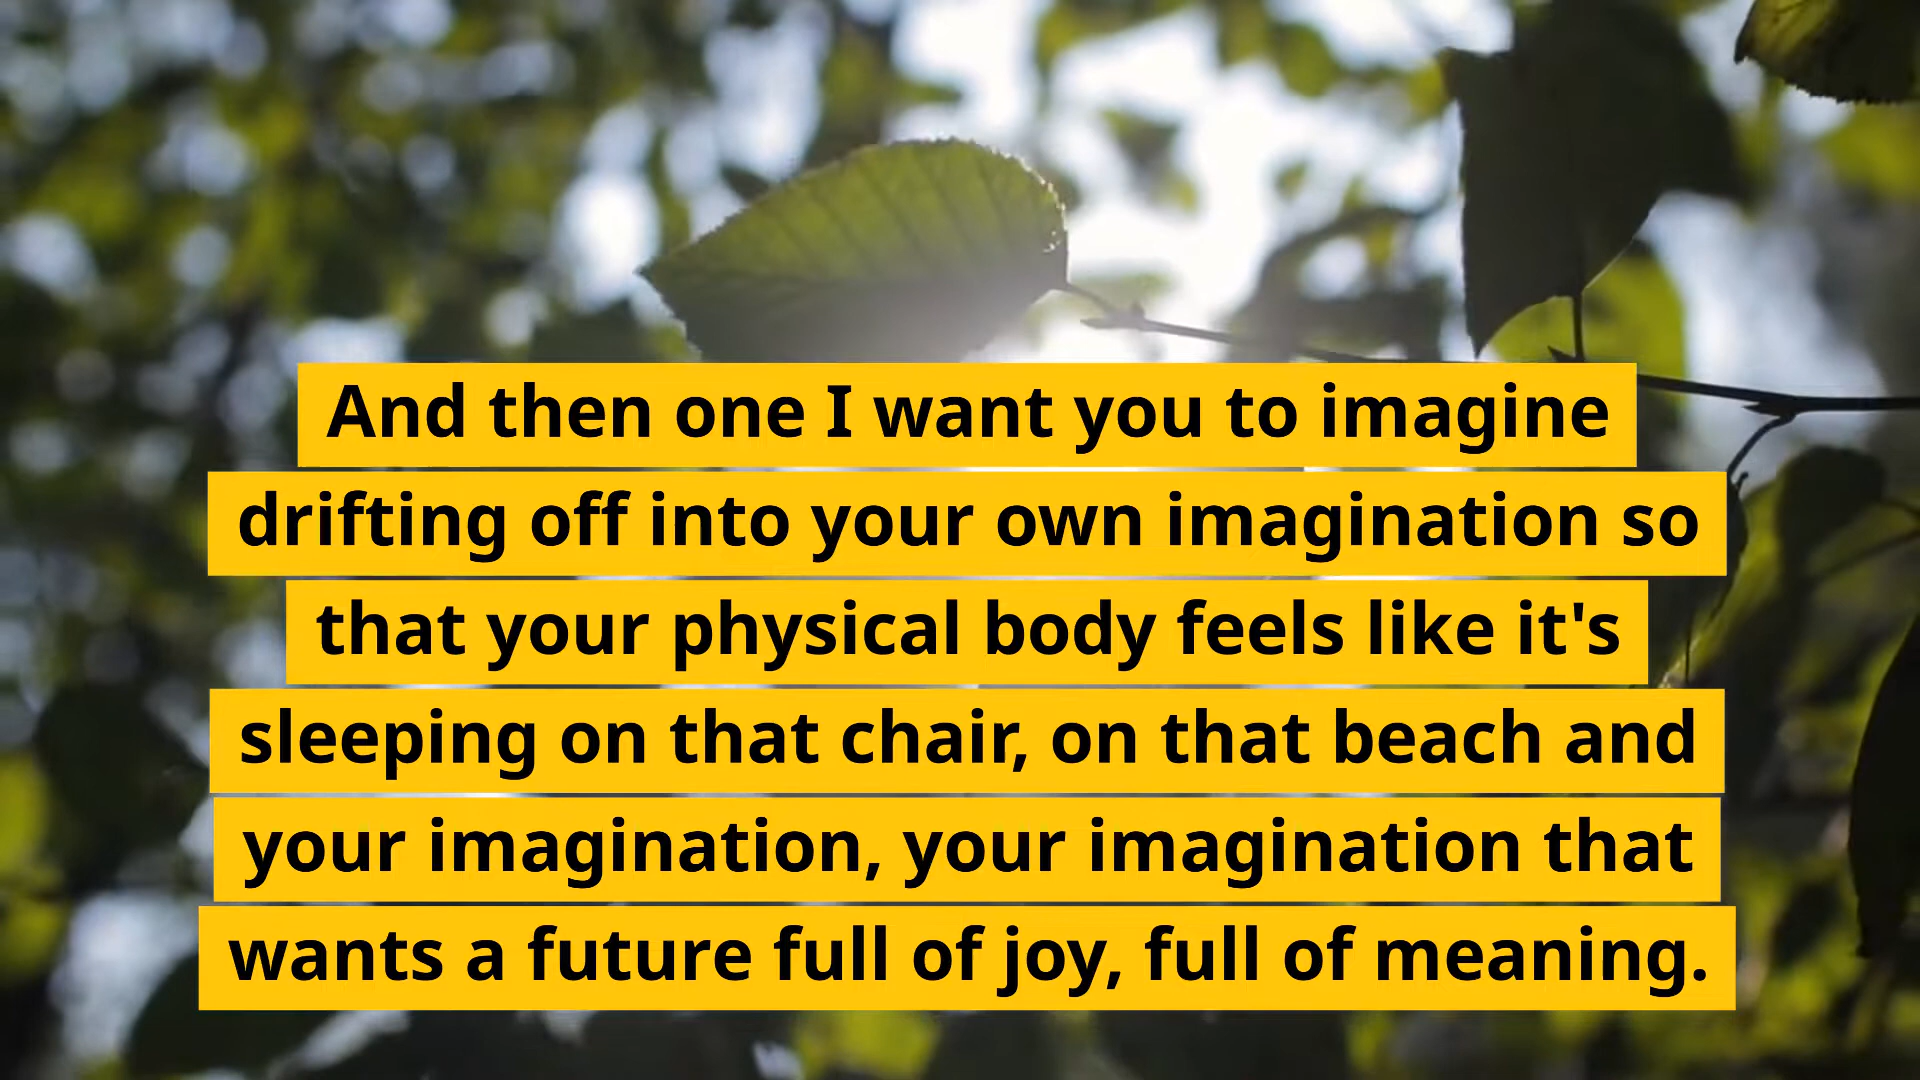 And then one I want you to imagine
drifting off into your own imagination so
that your physical body feels like it's
sleeping on that chair, on that beach and
your imagination, your imagination that
wants a future full of joy, full of meaning.